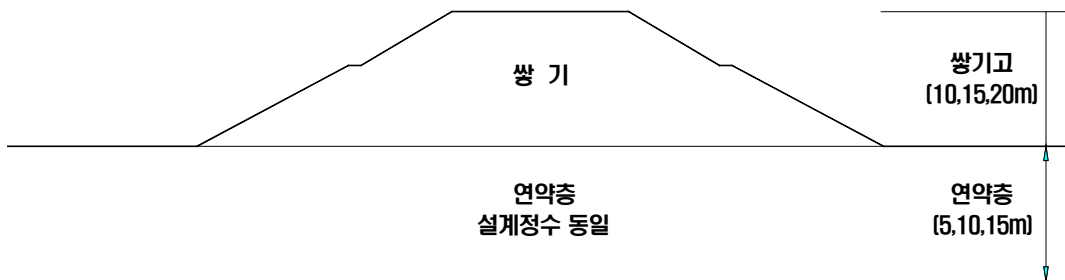 쌓 기
쌓기고
(10,15,20m)
연약층
설계정수 동일
연약층
(5,10,15m)